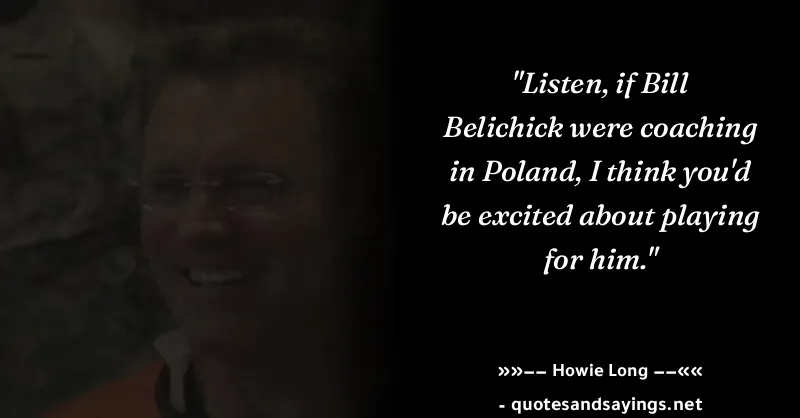 "Listen, if Bill
Belichick were coaching
in Poland, I think you'd
be excited about playing
for him."
»»−− Howie Long −−««
- quotesandsayings.net